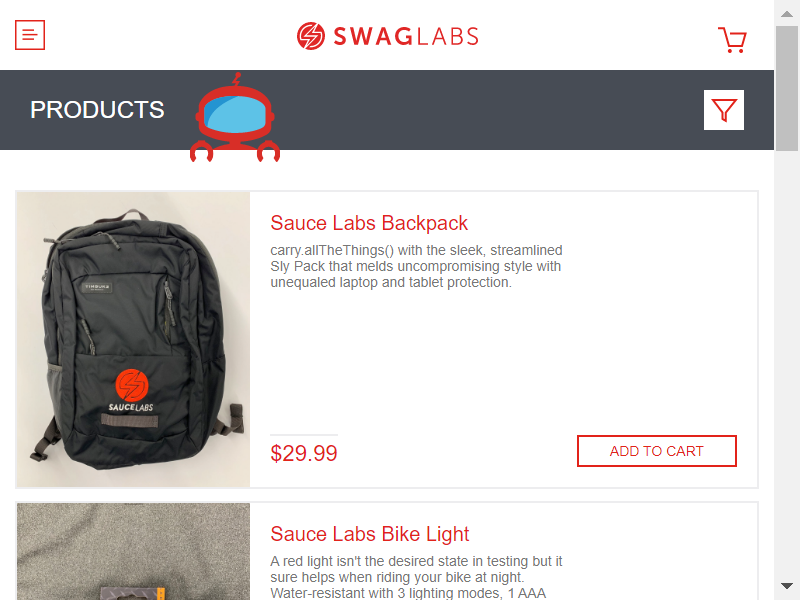 SWAGLABS
PRODUCTS
Sauce Labs Backpack
carry.allTheThings() with the sleek, streamlined
Sly Pack that melds uncompromising style with
unequaled laptop and tablet protection.
SAUCELABS
$29.99
ADD TO CART
Sauce Labs Bike Light
A red light isn't the desired state in testing but it
sure helps when riding your bike at night.
Water-resistant with 3 lighting modes, 1 AAA